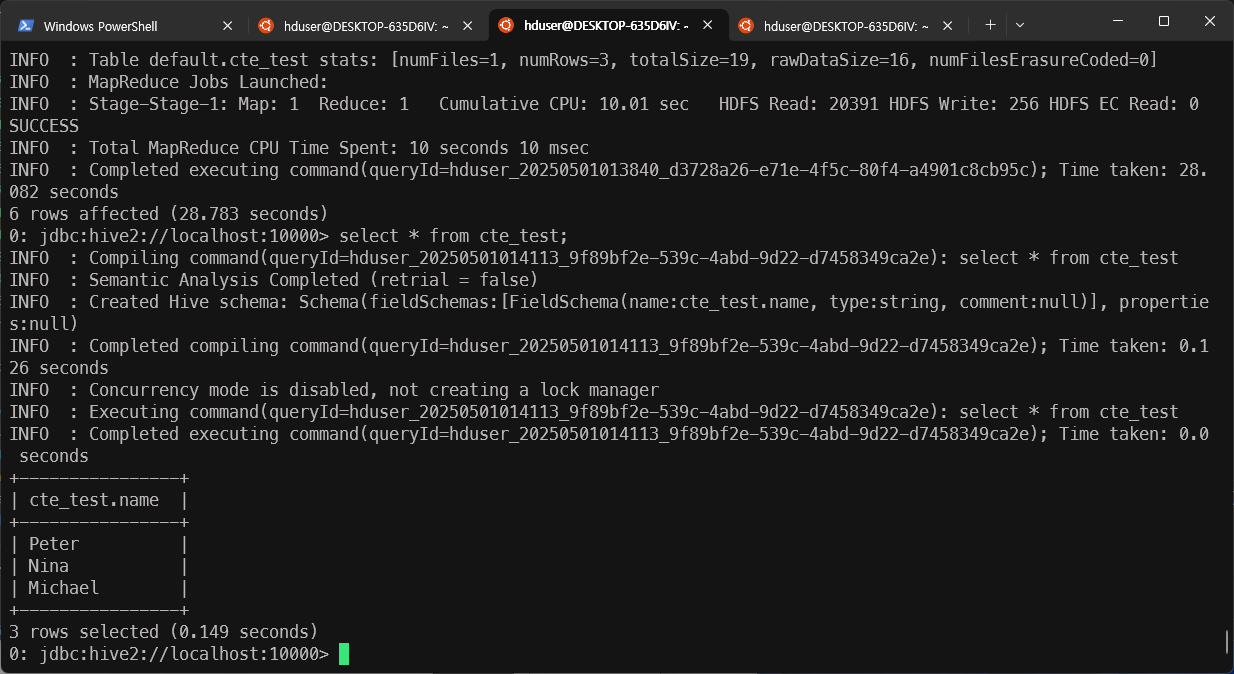 Windows PowerShell
hduser@DESKTOP-635D6IV: ~
hduser@DESKTOP-635D6IV: ~
hduser@DESKTOP-635D6IV: ~
INFO  : Table default.cte_test stats: [numFiles=1, numRows=3, totalSize=19, rawDataSize=16, numFilesErasureCoded=0]
INFO  : MapReduce Jobs Launched:
INFO  : Stage-Stage-1: Map: 1  Reduce: 1   Cumulative CPU: 10.01 sec   HDFS Read: 20391 HDFS Write: 256 HDFS EC Read: 0
SUCCESS
INFO  : Total MapReduce CPU Time Spent: 10 seconds 10 msec
INFO  : Completed executing command(queryId=hduser_20250501013840_d3728a26-e71e-4f5c-80f4-a4901c8cb95c); Time taken: 28.
082 seconds
6 rows affected (28.783 seconds)
0: jdbc:hive2://localhost:10000> select * from cte_test;
INFO  : Compiling command(queryId=hduser_20250501014113_9f89bf2e-539c-4abd-9d22-d7458349ca2e): select * from cte_test
INFO  : Semantic Analysis Completed (retrial = false)
INFO  : Created Hive schema: Schema(fieldSchemas:[FieldSchema(name:cte_test.name, type:string, comment:null)], propertie
s:null)
INFO  : Completed compiling command(queryId=hduser_20250501014113_9f89bf2e-539c-4abd-9d22-d7458349ca2e); Time taken: 0.1
26 seconds
INFO  : Concurrency mode is disabled, not creating a lock manager
INFO  : Executing command(queryId=hduser_20250501014113_9f89bf2e-539c-4abd-9d22-d7458349ca2e): select * from cte_test
INFO  : Completed executing command(queryId=hduser_20250501014113_9f89bf2e-539c-4abd-9d22-d7458349ca2e); Time taken: 0.0
 seconds
+----------------+
| cte_test.name  |
+----------------+
| Peter          |
| Nina           |
| Michael        |
+----------------+
3 rows selected (0.149 seconds)
0: jdbc:hive2://localhost:10000>